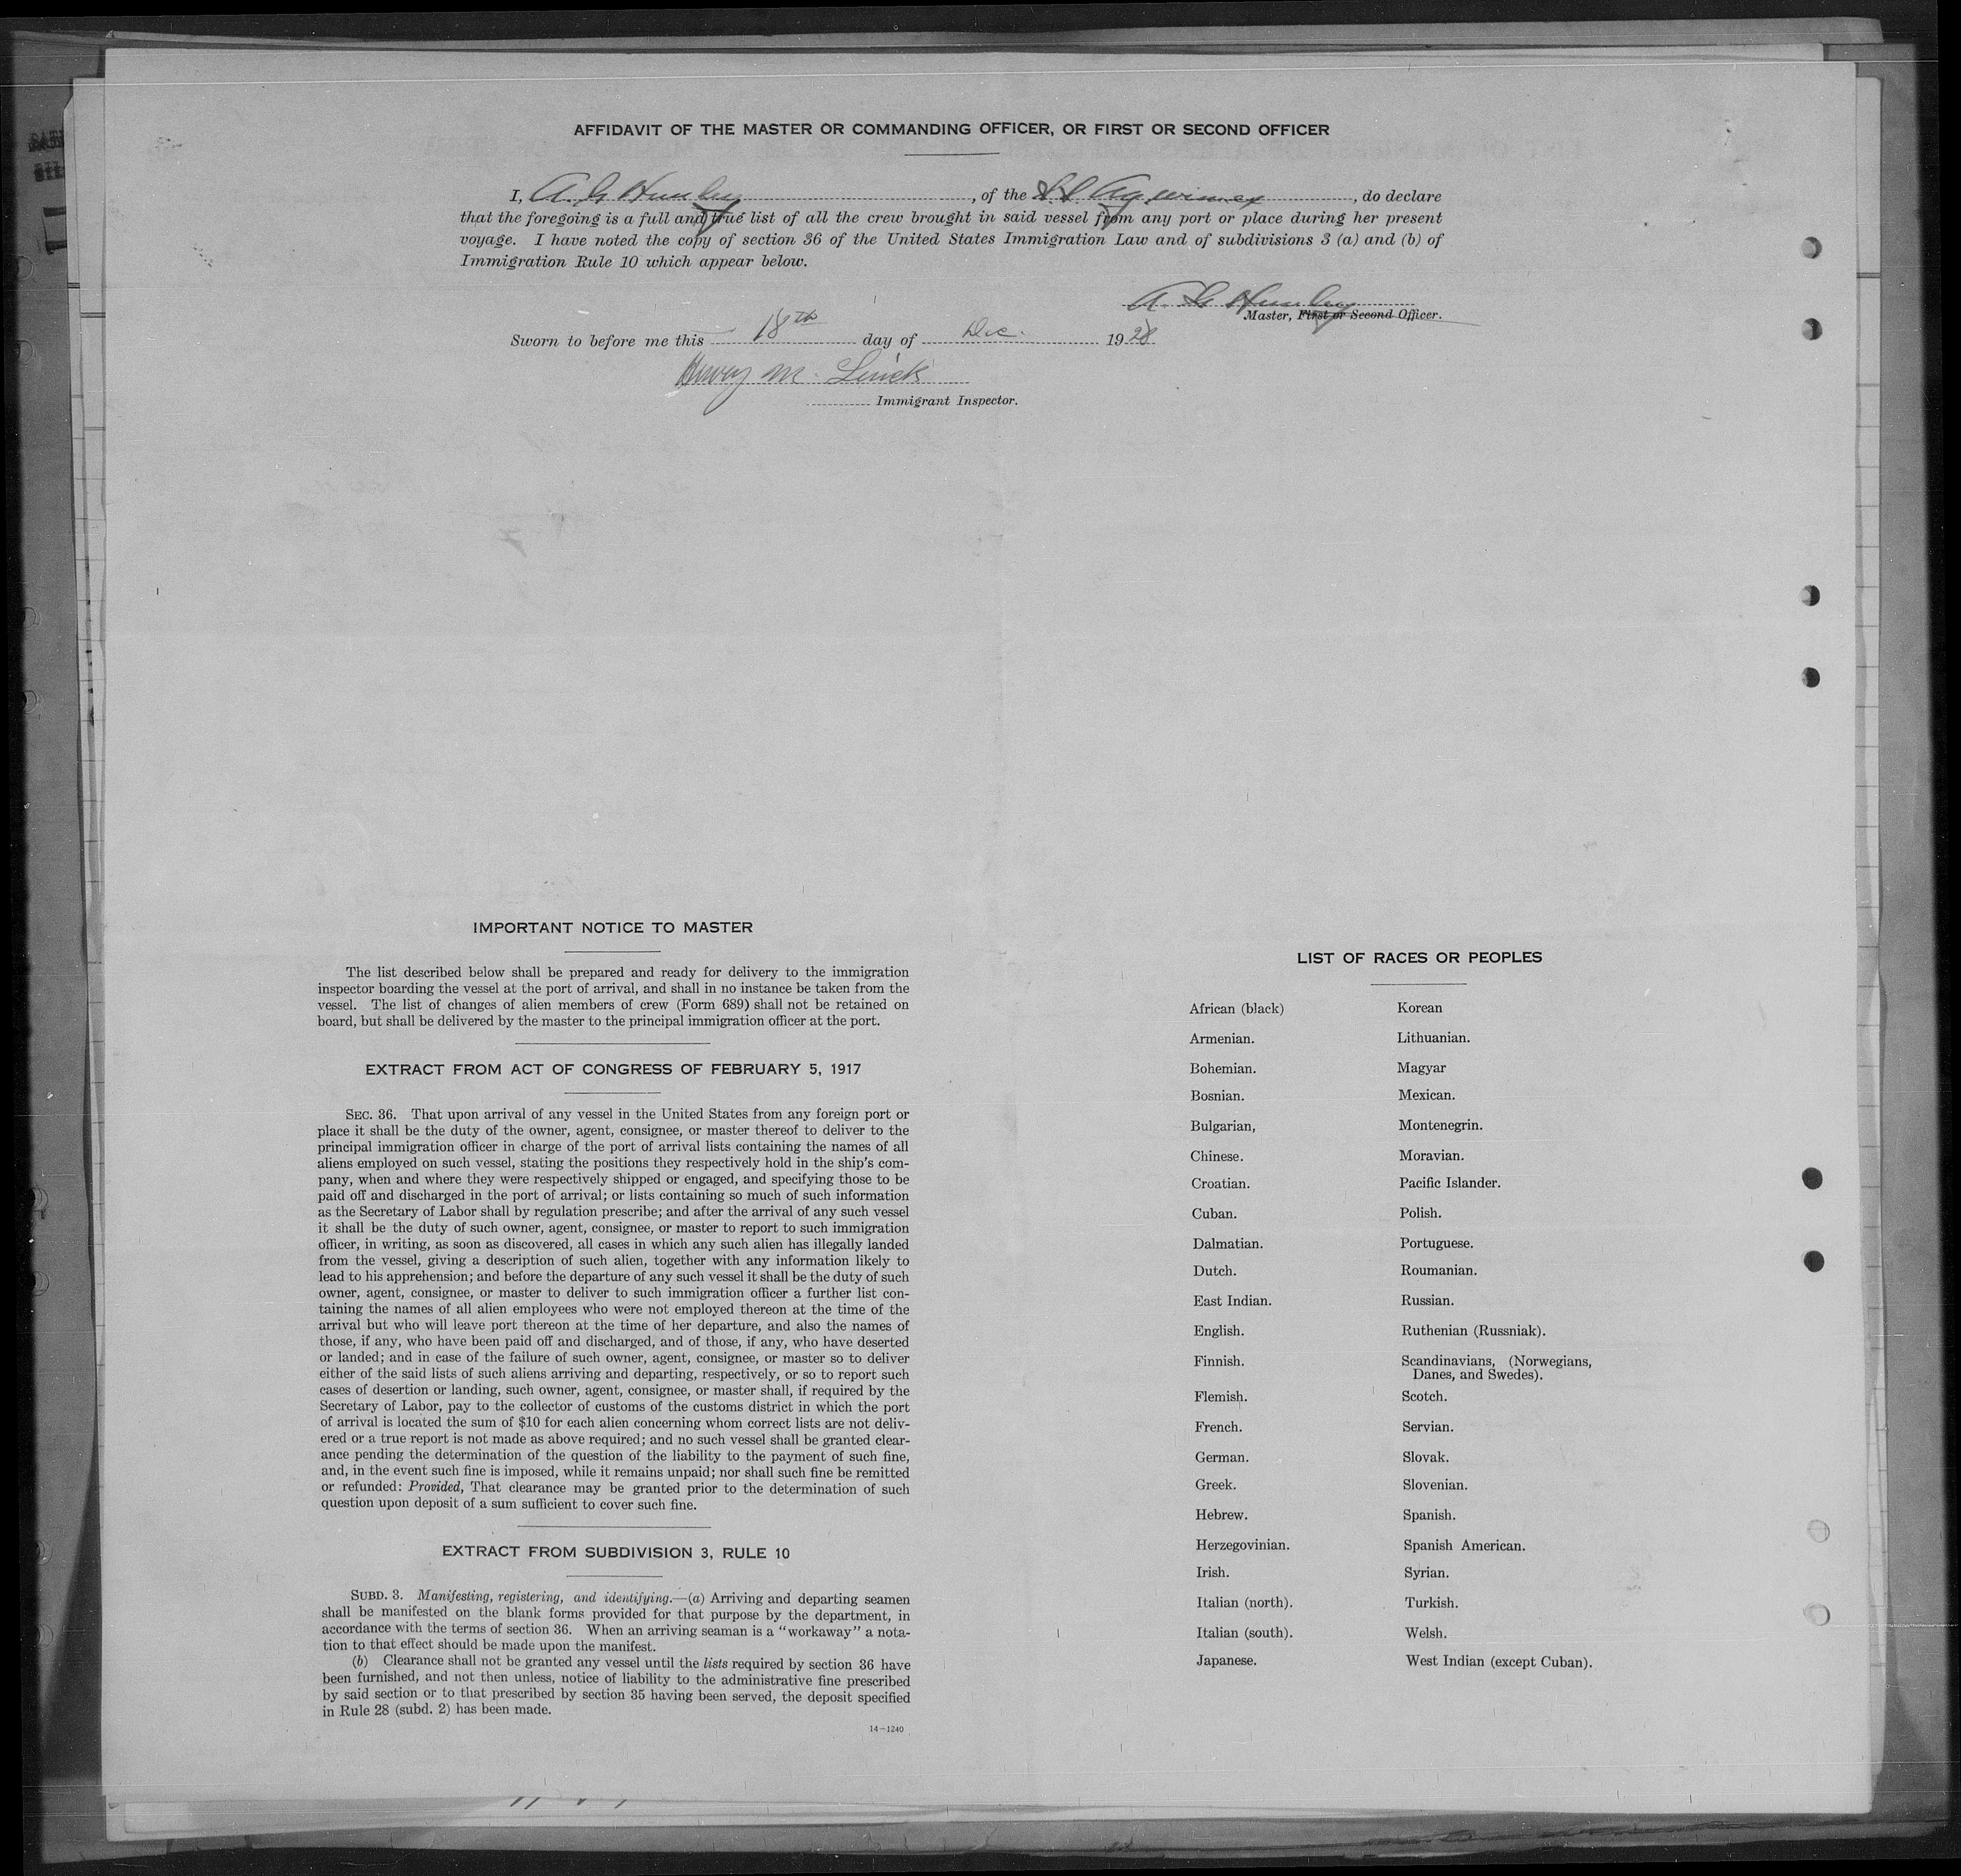 AFFIDAVIT OF THE MASTER OR COMMANDING OFFICER, OR FIRST OR SECOND OFFICER
I, A. G. , of the SS Agwimex, do declare
that the foregoing is a full and true list of all the crew brought in said vessel from any port or place during her present
voyage. I have noted the copy of section 36 of the United States Immigration Law and of subdivisions 3 (a) and (b) of
Immigration Rule 10 which appear below.
Master, First or Second Officer.
Sworn to before me this 18th day of Dec. 1928
M.
Immigrant Inspector.
IMPORTANT NOTICE TO MASTER
The list described below shall be prepared and ready for delivery to the immigration
inspector boarding the vessel at the port of arrival, and shall in no instance be taken from the
vessel. The list of changes of alien members of crew (Form 689) shall not be retained on
board, but shall be delivered by the master to the principal immigration officer at the port.
EXTRACT FROM ACT OF CONGRESS OF FEBRUARY 5, 1917
SEC. 36. That upon arrival of any vessel in the United States from any foreign port or
place it shall be the duty of the owner, agent, consignee, or master thereof to deliver to the
principal immigration officer in charge of the port of arrival lists containing the names of all
aliens employed on such vessel, stating the positions they respectively hold in the ship's com-
pany, when and where they were respectively shipped or engaged, and specifying those to be
paid off and discharged in the port of arrival; or lists containing so much of such information
as the Secretary of Labor shall by regulation prescribe; and after the arrival of any such vessel
it shall be the duty of such owner, agent, consignee, or master to report to such immigration
officer, in writing, as soon as discovered, all cases in which any such alien has illegally landed
from the vessel, giving a description of such alien, together with any information likely to
lead to his apprehension; and before the departure of any such vessel it shall be the duty of such
owner, agent, consignee, or master to deliver to such immigration officer a further list con-
taining the names of all alien employees who were not employed thereon at the time of the
arrival but who will leave port thereon at the time of her departure, and also the names of
those, if any, who have been paid off and discharged, and of those, if any, who have deserted
or landed; and in case of the failure of such owner, agent, consignee, or master so to deliver
either of the said lists of such aliens arriving and departing, respectively, or so to report such
cases of desertion or landing, such owner, agent, consignee, or master shall, if required by the
Secretary of Labor, pay to the collector of customs of the customs district in which the port
of arrival is located the sum of $10 for each alien concerning whom correct lists are not deliv-
ered or a true report is not made as above required; and no such vessel shall be granted clear-
ance pending the determination of the question of the liability to the payment of such fine,
and, in the event such fine is imposed, while it remains unpaid; nor shall such fine be remitted
or refunded: Provided, That clearance may be granted prior to the determination of such
question upon deposit of a sum sufficient to cover such fine.
EXTRACT FROM SUBDIVISION 3, RULE 10
SUBD. 3. Manifesting, registering, and identifying.—(a) Arriving and departing seamen
shall be manifested on the blank forms provided for that purpose by the department, in
accordance with the terms of section 36. When an arriving seaman is a "workaway" a nota-
tion to that effect should be made upon the manifest.
(b) Clearance shall not be granted any vessel until the lists required by section 36 have
been furnished, and not then unless, notice of liability to the administrative fine prescribed
by said section or to that prescribed by section 35 having been served, the deposit specified
in Rule 28 (subd. 2) has been made.
14-1240
LIST OF RACES OR PEOPLES
African (black)
Armenian.
Bohemian.
Bosnian.
Bulgarian,
Chinese.
Croatian.
Cuban.
Dalmatian.
Dutch.
East Indian.
English.
Finnish.
Flemish.
French.
German.
Greek.
Hebrew.
Herzegovinian.
Irish.
Italian (north).
Italian (south).
Japanese.
Korean
Lithuanian.
Magyar
Mexican.
Montenegrin.
Moravian.
Pacific Islander.
Polish.
Portuguese.
Roumanian.
Russian.
Ruthenian (Russniak).
Scandinavians, (Norwegians,
Danes, and Swedes).
Scotch.
Servian.
Slovak.
Slovenian.
Spanish.
Spanish American.
Syrian.
Turkish.
Welsh.
West Indian (except Cuban).